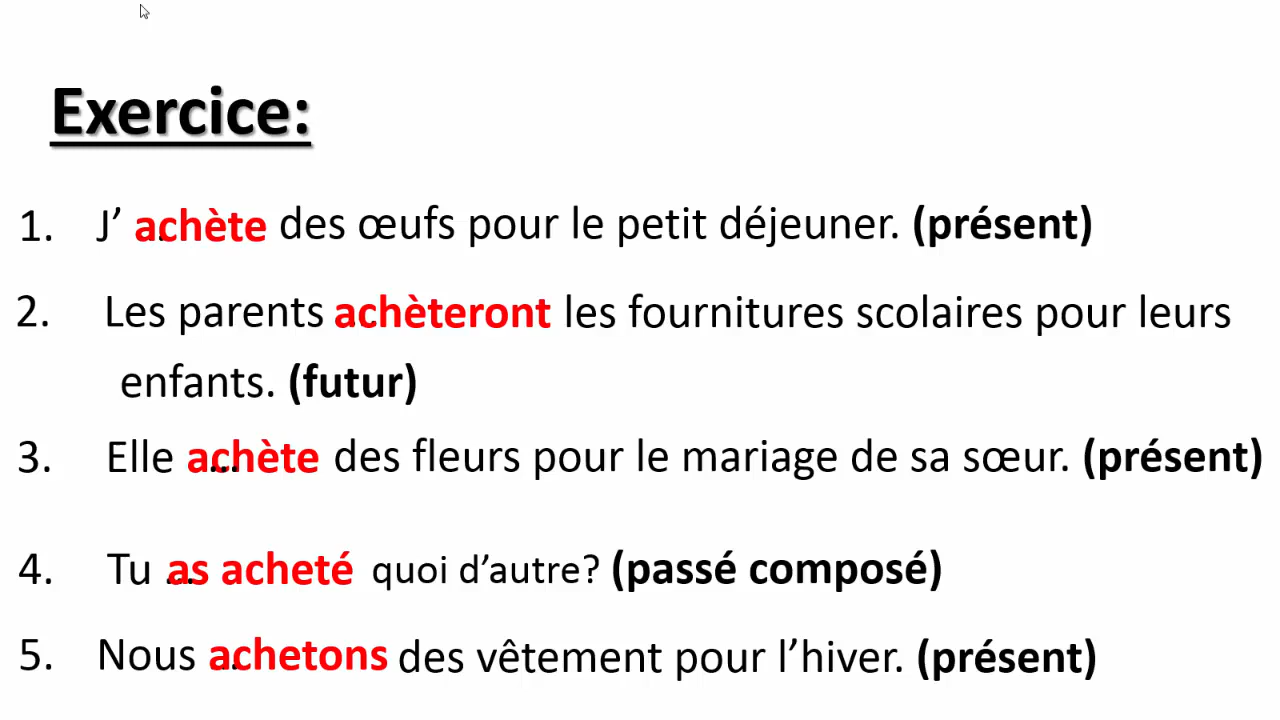 Exercice:
1. J’ achète des œufs pour le petit déjeuner. (présent)
2. Les parents achèteront les fournitures scolaires pour leurs
enfants. (futur)
3. Elle achète des fleurs pour le mariage de sa sœur. (présent)
4. Tu as acheté quoi d’autre? (passé composé)
5. Nous achetons des vêtement pour l’hiver. (présent)